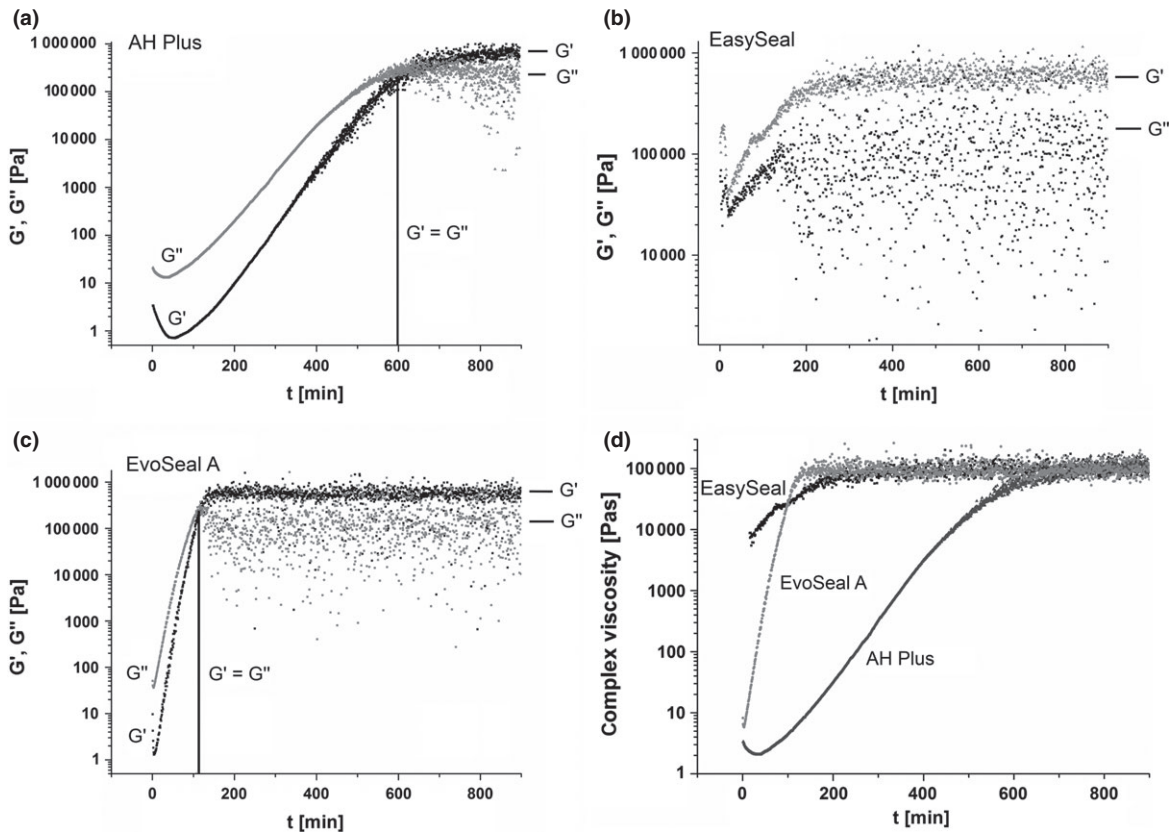 (a)
AH Plus
G', G'' [Pa]
1 000 000
100 000
10 000
1000
100
10
1
G''
G'
G' = G''
G'
G''
0 200 400 600 800
t [min]
(b)
EasySeal
G', G'' [Pa]
1 000 000
100 000
10 000
G'
G''
0 200 400 600 800
t [min]
(c)
EvoSeal A
G', G'' [Pa]
1 000 000
100 000
10 000
1000
100
10
1
G''
G'
G' = G''
G'
G''
0 200 400 600 800
t [min]
(d)
Complex viscosity [Pas]
100 000
10 000
1000
100
10
1
EasySeal
EvoSeal A
AH Plus
0 200 400 600 800
t [min]